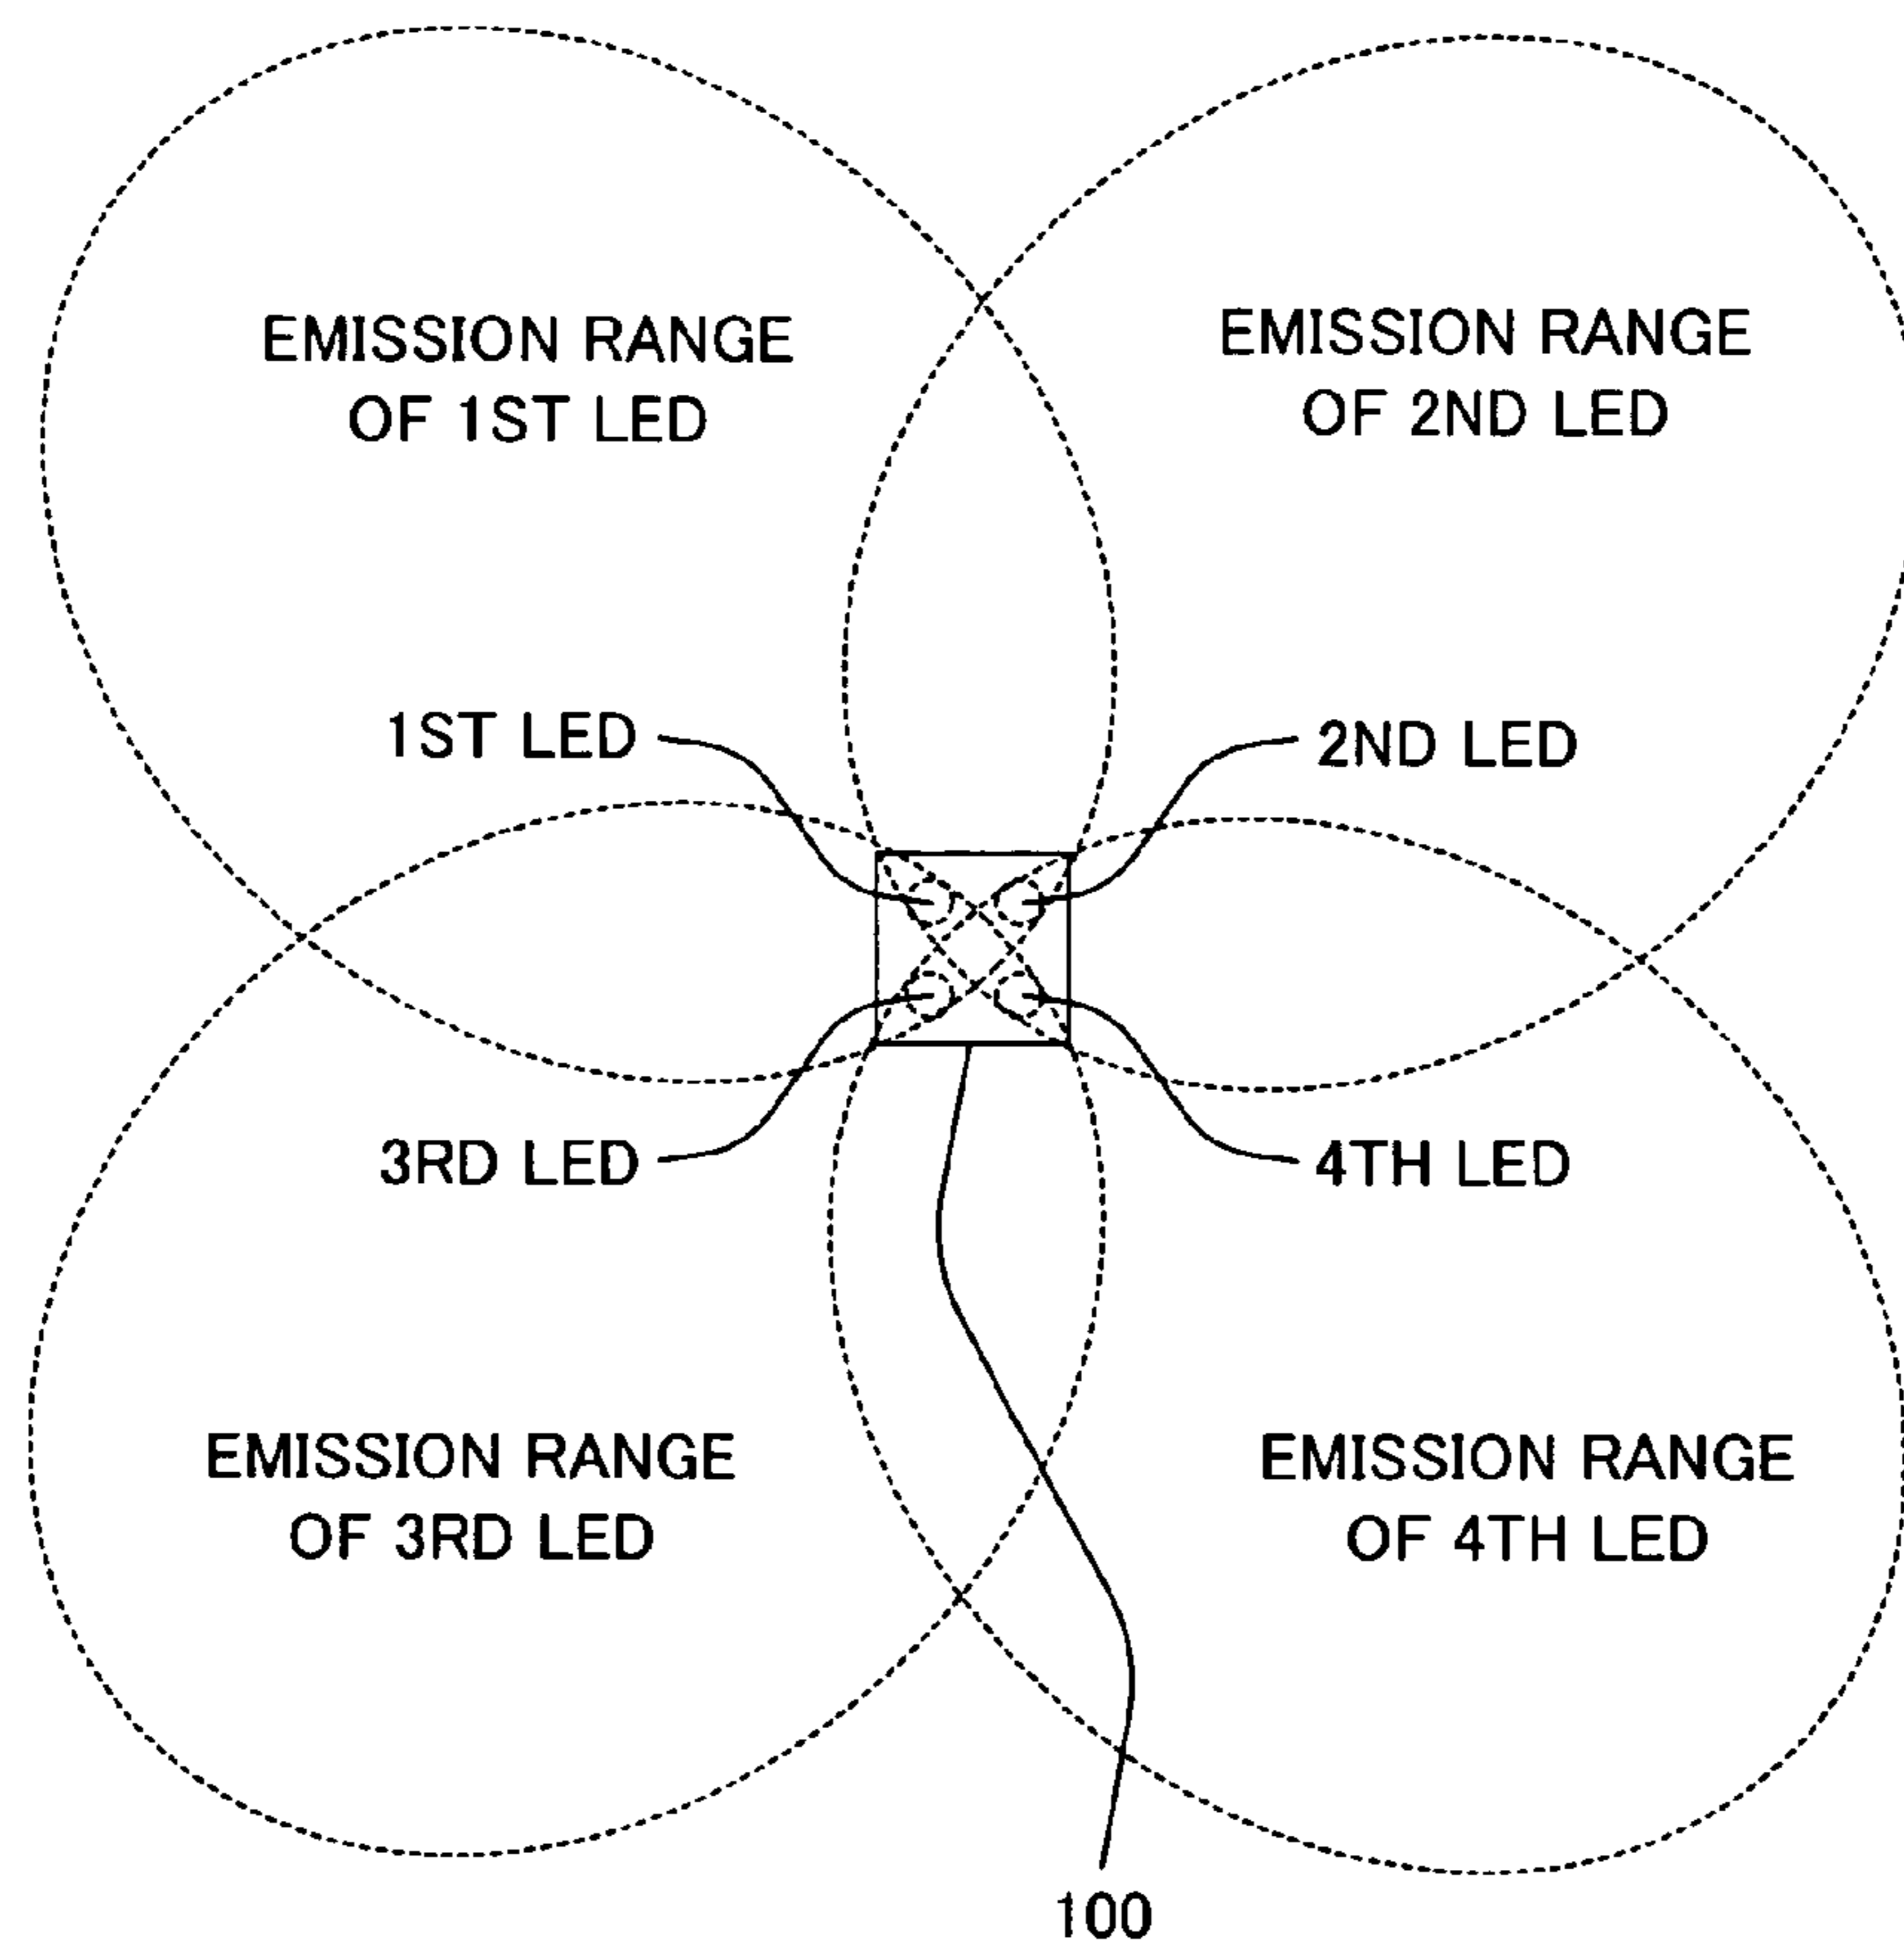 EMISSION RANGE
OF 1ST LED
EMISSION RANGE
OF 2ND LED
1ST LED
2ND LED
3RD LED
4TH LED
EMISSION RANGE
OF 3RD LED
EMISSION RANGE
OF 4TH LED
100